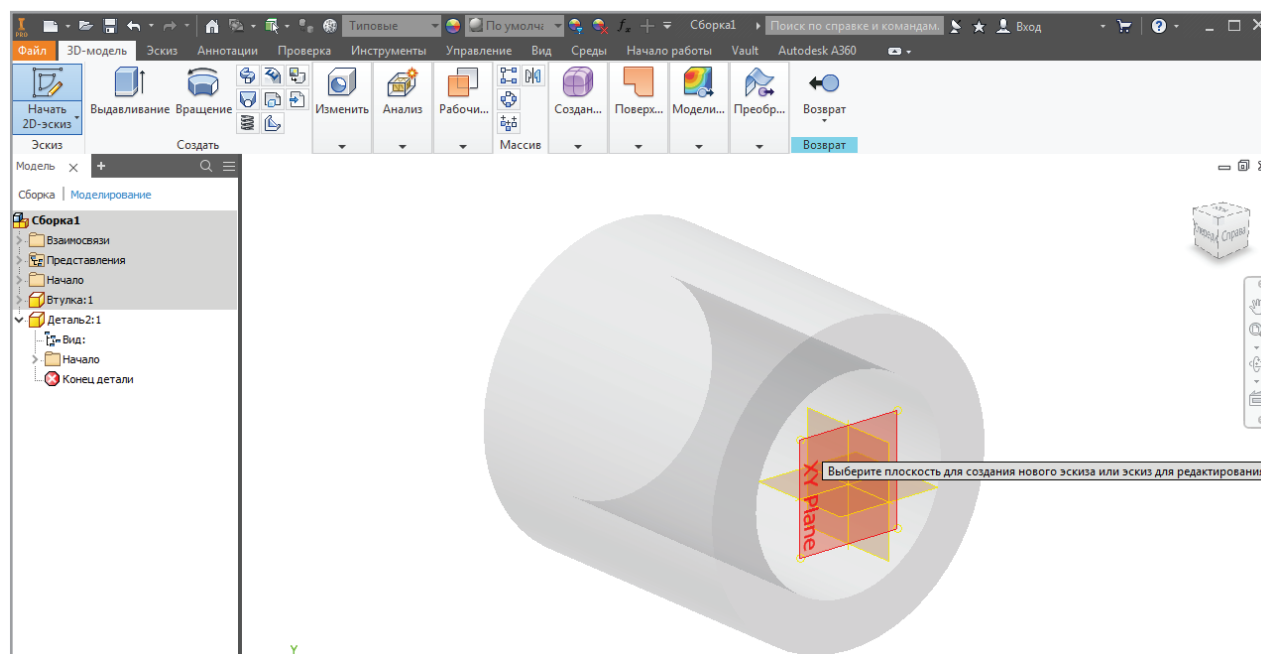 PRO Типовые По умолча fx Сборка1 Поиск по справке и командам. Вход
Файл 3D-модель Эскиз Аннотации Проверка Инструменты Управление Вид Среды Начало работы Vault Autodesk A360
Начать 2D-эскиз
Выдавливание Вращение Изменить Анализ Рабочи... Создан... Поверх... Модели... Преобр... Возврат
Эскиз Создать Массив Возврат
Модель
Сборка | Моделирование
Сборка1
Взаимосвязи
Представления
Начало
Втулка:1
Деталь2:1
Вид:
Начало
Конец детали
Справа
XY Plane
Выберите плоскость для создания нового эскиза или эскиз для редактирования
Y